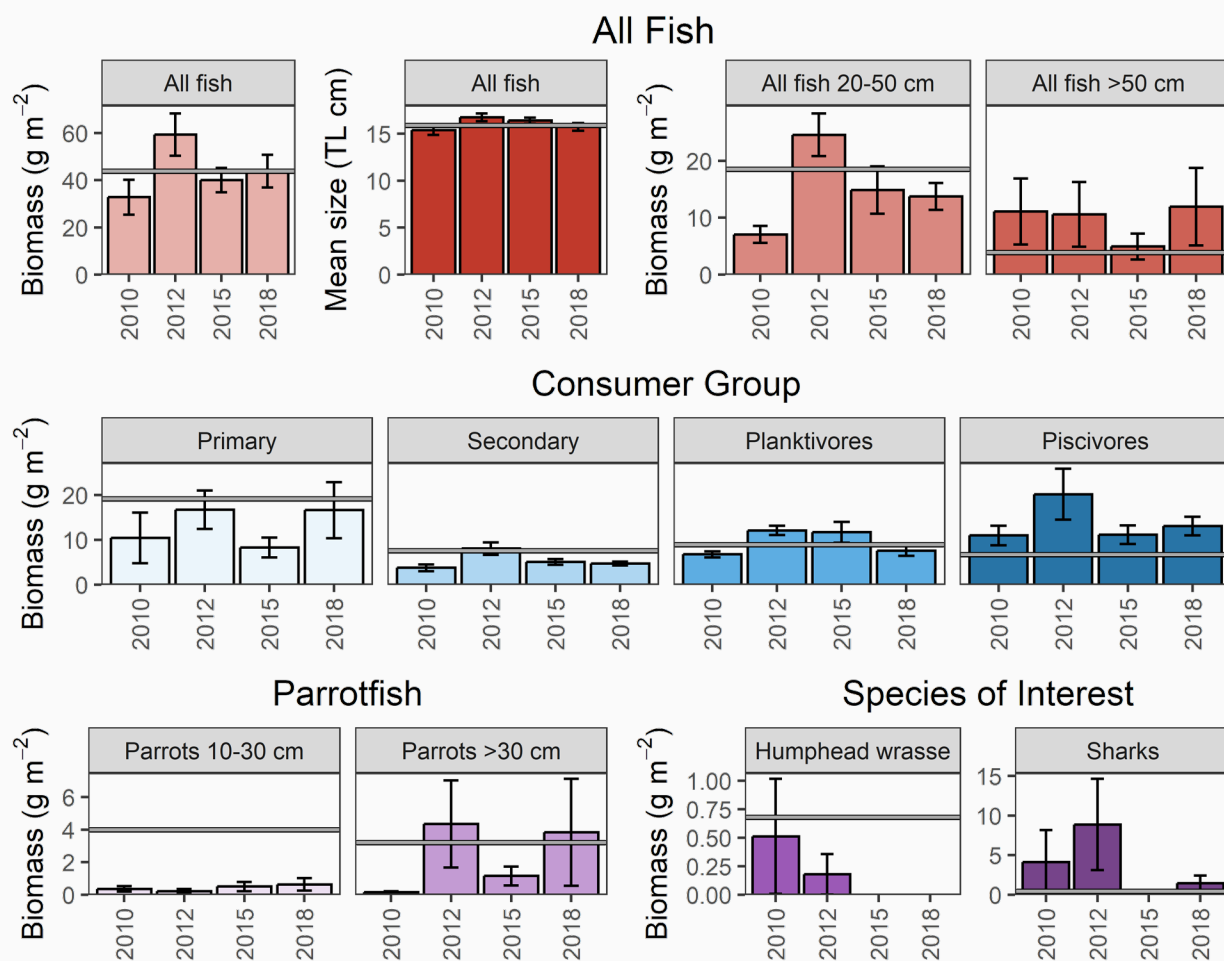 All Fish
All fish
All fish
All fish 20-50 cm
All fish >50 cm
Biomass (g m⁻²)
60
40
20
0
2010 2012 2015 2018
Mean size (TL cm)
15
10
5
0
2010 2012 2015 2018
Biomass (g m⁻²)
20
10
0
2010 2012 2015 2018
2010 2012 2015 2018
Consumer Group
Primary
Secondary
Planktivores
Piscivores
Biomass (g m⁻²)
20
10
0
2010 2012 2015 2018
2010 2012 2015 2018
2010 2012 2015 2018
2010 2012 2015 2018
Parrotfish
Species of Interest
Parrots 10-30 cm
Parrots >30 cm
Humphead wrasse
Sharks
Biomass (g m⁻²)
6
4
2
0
2010 2012 2015 2018
2010 2012 2015 2018
Biomass (g m⁻²)
1.00
0.75
0.50
0.25
0.00
2010 2012 2015 2018
15
10
5
0
2010 2012 2015 2018